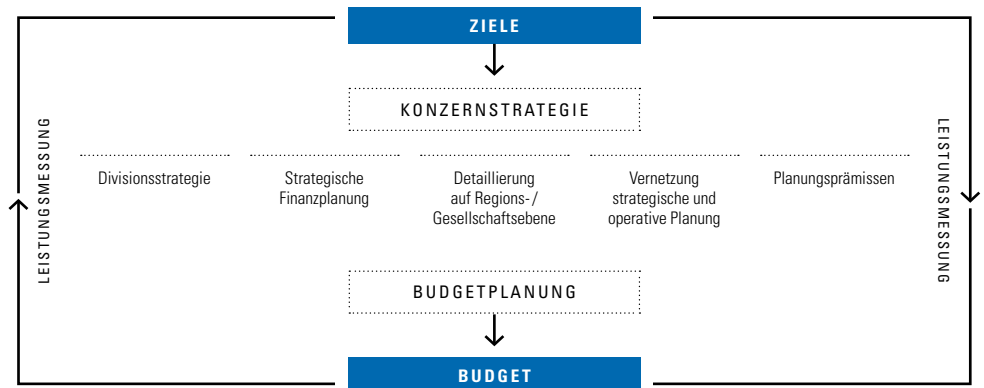 ZIELE
KONZERNSTRATEGIE
LEISTUNGSMESSUNG
Divisionsstrategie
Strategische
Finanzplanung
Detaillierung
auf Regions-/
Gesellschaftsebene
Vernetzung
strategische und
operative Planung
Planungsprämissen
LEISTUNGSMESSUNG
BUDGETPLANUNG
BUDGET